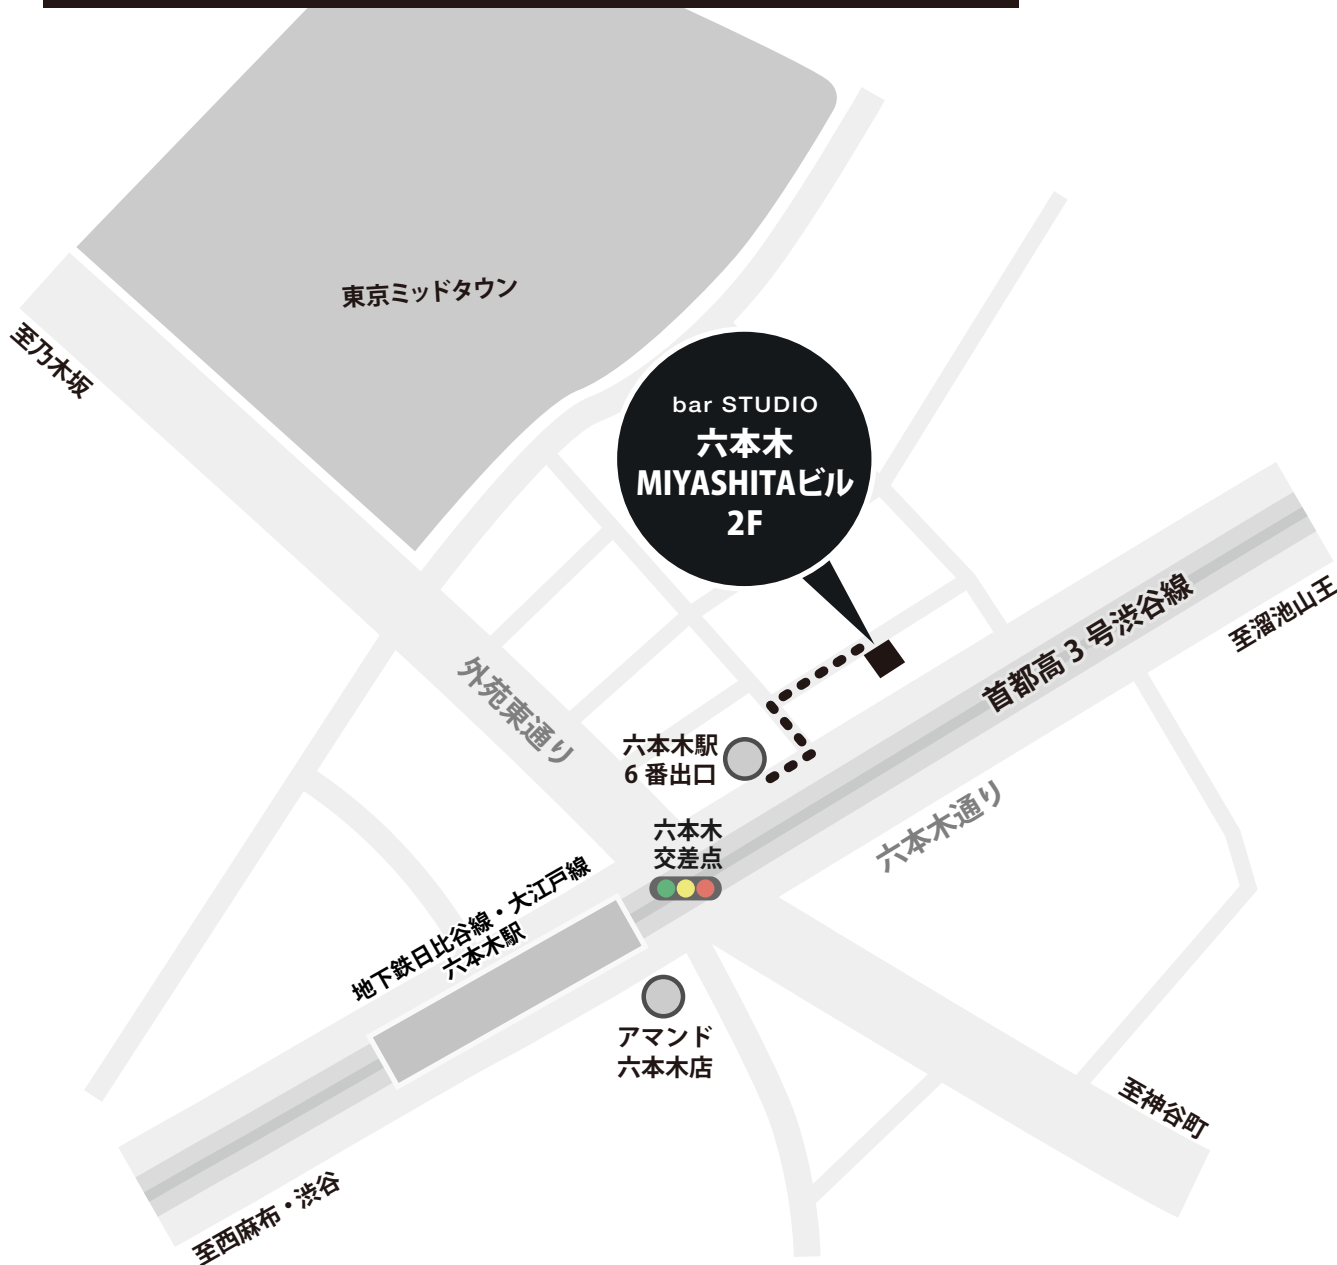 東京ミッドタウン
至乃木坂
bar STUDIO
六本木
MIYASHITAビル
2F
首都高3号渋谷線
至溜池山王
外苑東通り
六本木駅
6番出口
六本木通り
六本木
交差点
地下鉄日比谷線・大江戸線
六本木駅
アマンド
六本木店
至神谷町
至西麻布・渋谷